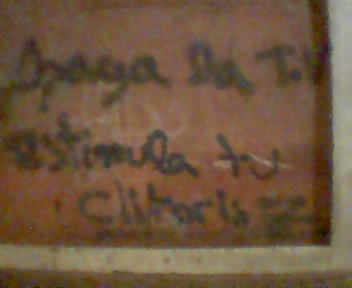 Apaga la T.V
estimula tu
clitoris